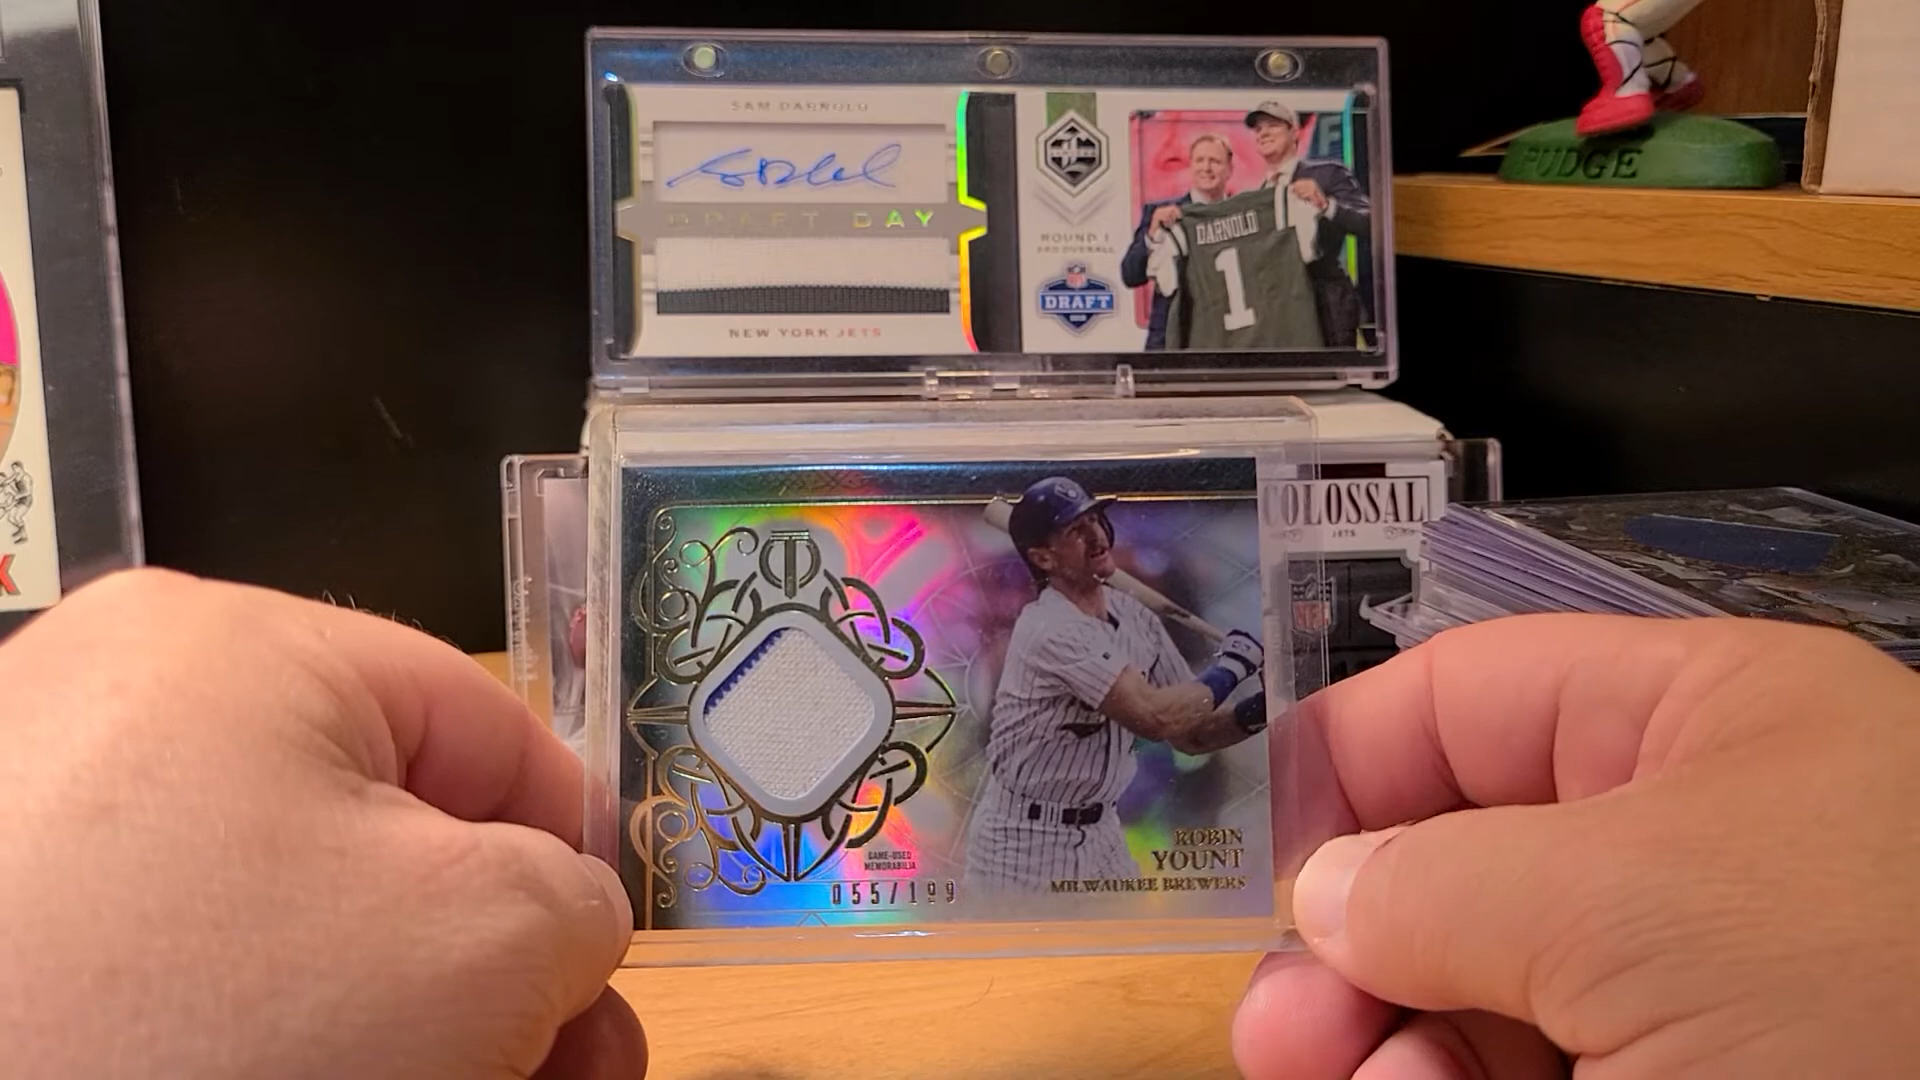 SAM DARNOLD
DRAFT DAY
NEW YORK JETS
ROUND 1
3RD OVERALL
NFL
DRAFT
2018
DARNOLD
1
PUDGE
COLOSSAL
JETS
NFL
T
GAME-USED
MEMORABILIA
055/199
ROBIN
YOUNT
MILWAUKEE BREWERS
K